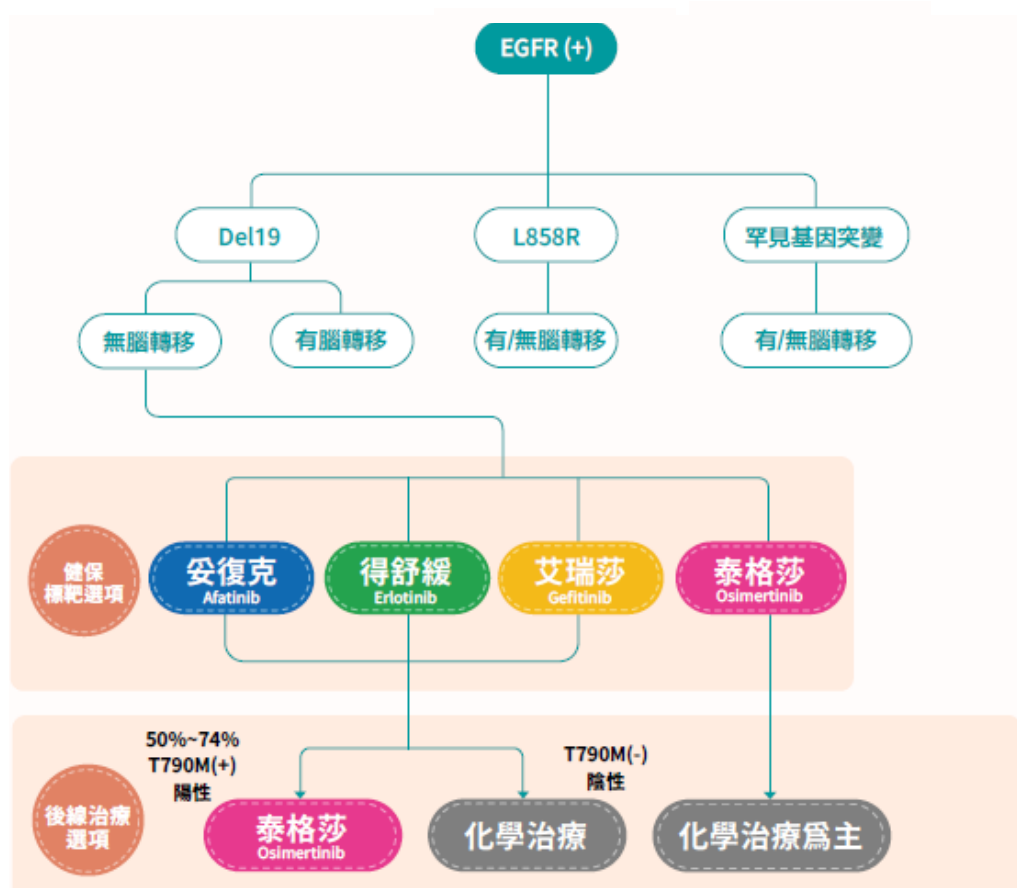 EGFR (+)
Del19
L858R
罕見基因突變
無腦轉移
有腦轉移
有/無腦轉移
有/無腦轉移
健保
標靶選項
妥復克
Afatinib
得舒緩
Erlotinib
艾瑞莎
Gefitinib
泰格莎
Osimertinib
50%~74%
T790M(+)
陽性
T790M(-)
陰性
後線治療
選項
泰格莎
Osimertinib
化學治療
化學治療爲主